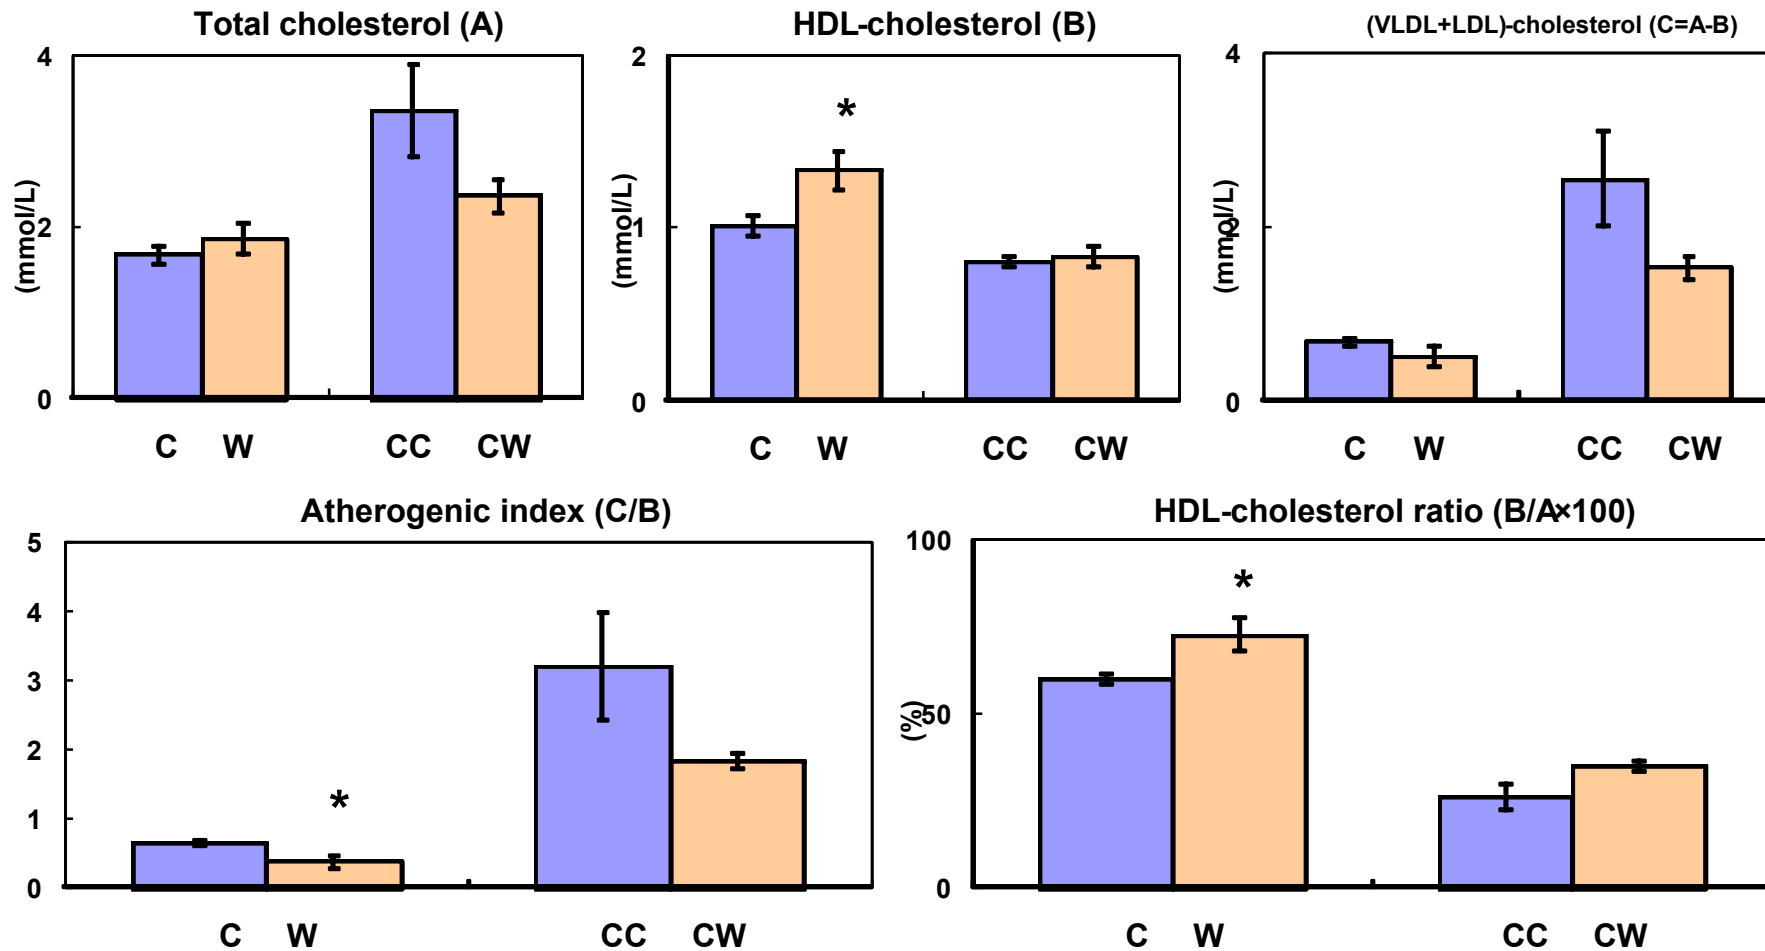 Total cholesterol (A)
4
2
0
(mmol/L)
C W CC CW
HDL-cholesterol (B)
2
1
0
(mmol/L)
*
C W CC CW
(VLDL+LDL)-cholesterol (C=A-B)
4
2
0
(mmol/L)
C W CC CW
Atherogenic index (C/B)
5
4
3
2
1
0
*
C W CC CW
HDL-cholesterol ratio (B/A×100)
100
50
0
(%)
*
C W CC CW